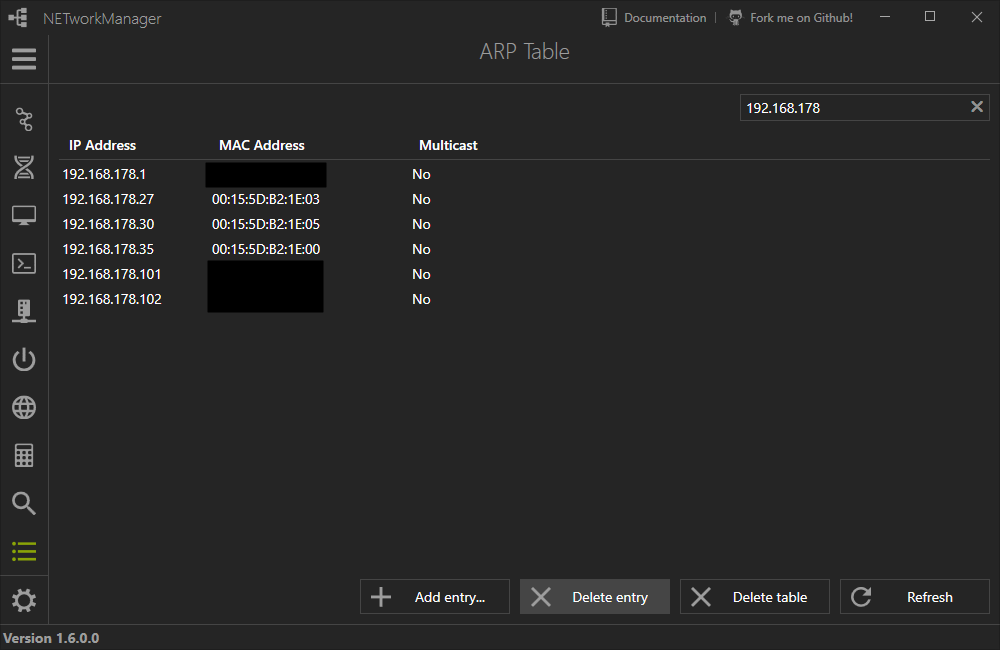 NETworkManager Documentation | Fork me on Github!
ARP Table
192.168.178
IP Address MAC Address Multicast
192.168.178.1 No
192.168.178.27 00:15:5D:B2:1E:03 No
192.168.178.30 00:15:5D:B2:1E:05 No
192.168.178.35 00:15:5D:B2:1E:00 No
192.168.178.101 No
192.168.178.102 No
Add entry... Delete entry Delete table Refresh
Version 1.6.0.0